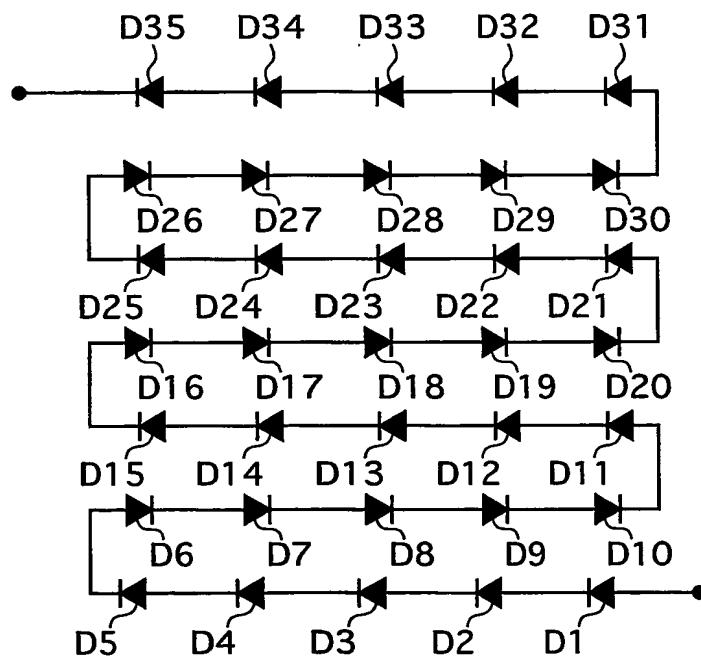 D35 D34 D33 D32 D31
D26 D27 D28 D29 D30
D25 D24 D23 D22 D21
D16 D17 D18 D19 D20
D15 D14 D13 D12 D11
D6 D7 D8 D9 D10
D5 D4 D3 D2 D1